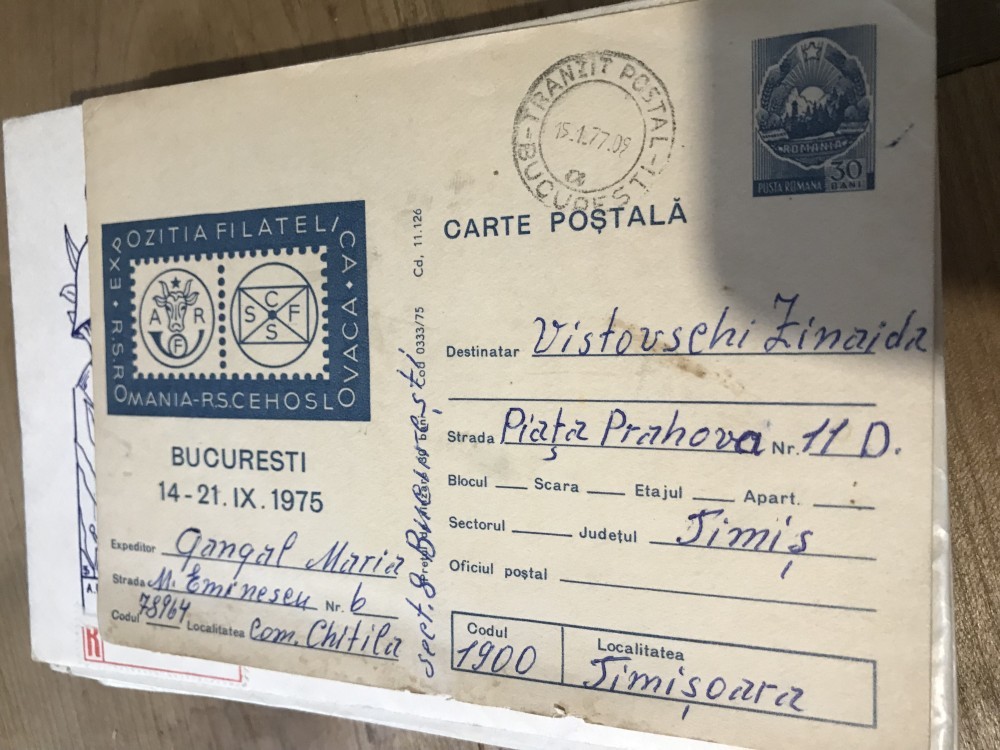 EXPOZITIA FILATELICA • R.S.ROMANIA-R.S.CEHOSLOVACA •
A R
F
C
S F
S
BUCURESTI
14-21.IX.1975
Expeditor Gangal Maria
Strada M. Eminescu Nr. 6
Codul 78964 Localitatea Com. Chitila
sect. 8 București
Cod 0333/75 Cd. 11.126
TRANZIT POSTAL
BUCUREȘTI
15.1.77.09
POSTA ROMANA
ROMANIA
30
BANI
CARTE POȘTALĂ
Destinatar Vistovschi Zinaida
Strada Piața Prahova Nr. 11 D.
Blocul Scara Etajul Apart.
Sectorul Județul Timiș
Oficiul poștal
Codul Localitatea
1900 Timișoara
R